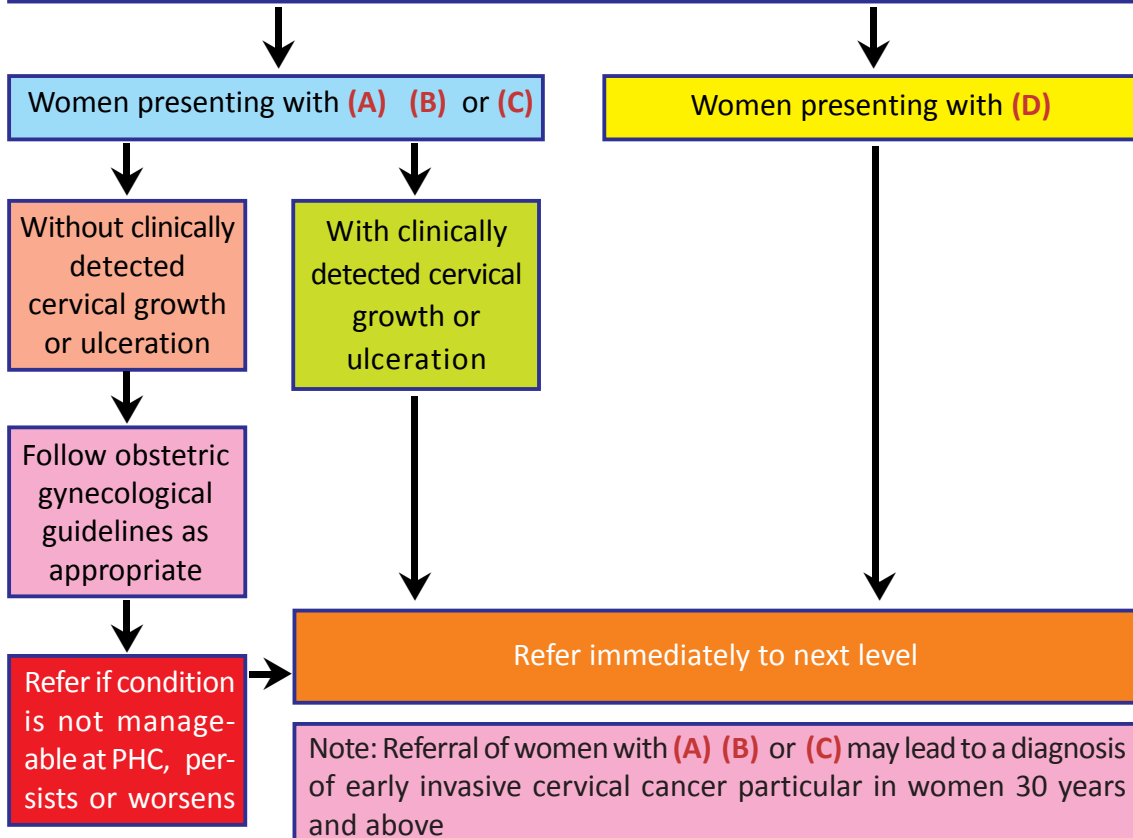 Women presenting with (A) (B) or (C)
Women presenting with (D)
Without clinically
detected
cervical growth
or ulceration
With clinically
detected cervical
growth or
ulceration
Follow obstetric
gynecological
guidelines as
appropriate
Refer if condition
is not manage-
able at PHC, per-
sists or worsens
Refer immediately to next level
Note: Referral of women with (A) (B) or (C) may lead to a diagnosis
of early invasive cervical cancer particular in women 30 years
and above